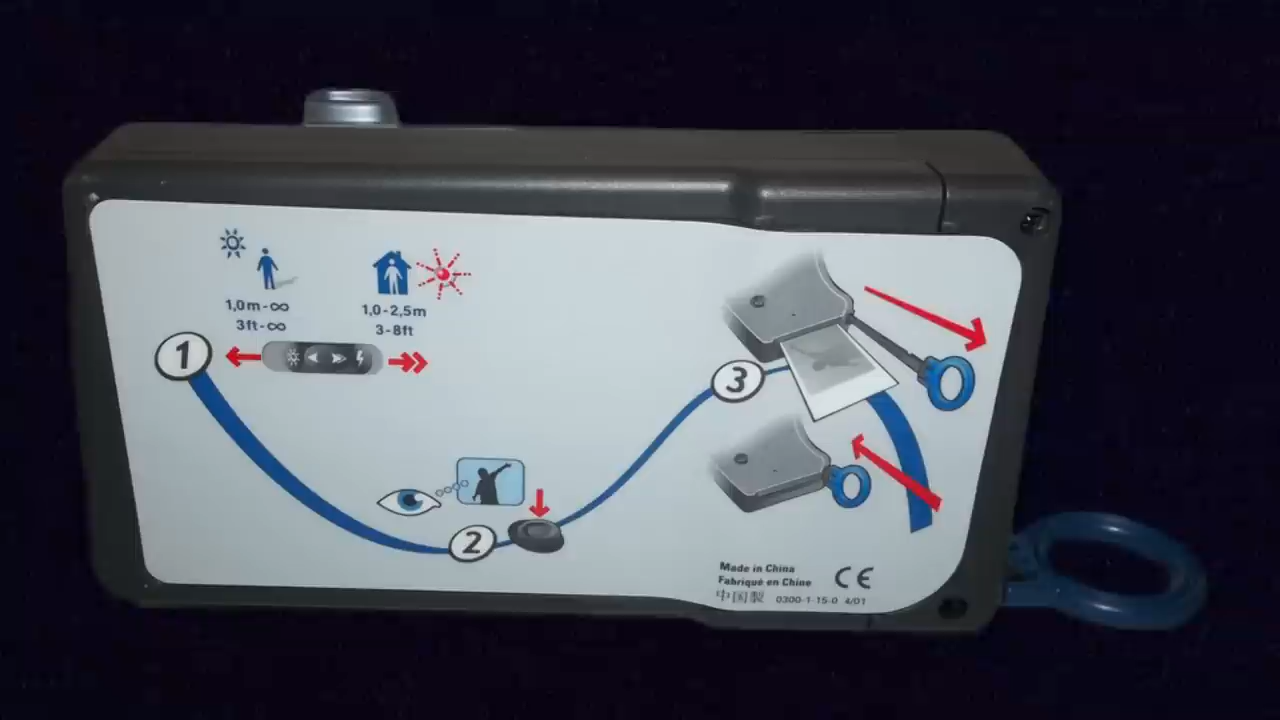 1,0m-∞
3ft-∞
1,0-2,5m
3-8ft
1
2
3
Made in China
Fabriqué en Chine
中国製
0300-1-15-0 4/01
CE